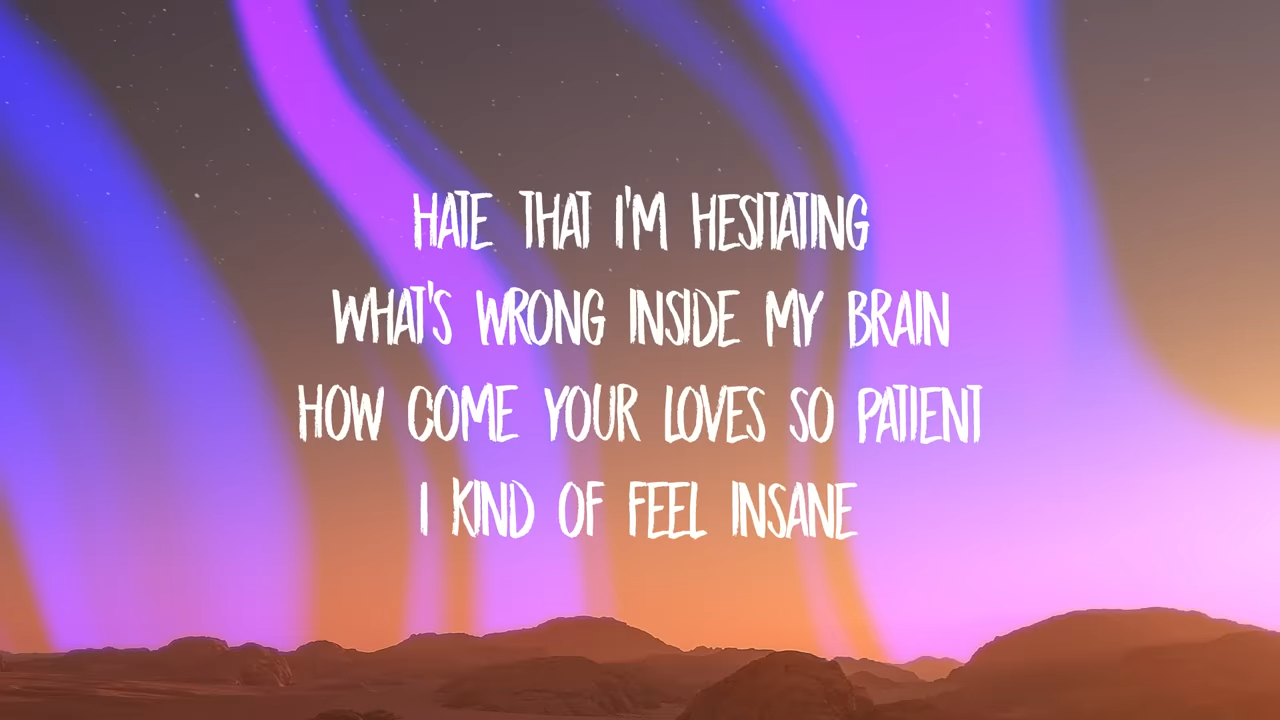 HATE THAT I'M HESITATING
WHAT'S WRONG INSIDE MY BRAIN
HOW COME YOUR LOVES SO PATIENT
I KIND OF FEEL INSANE